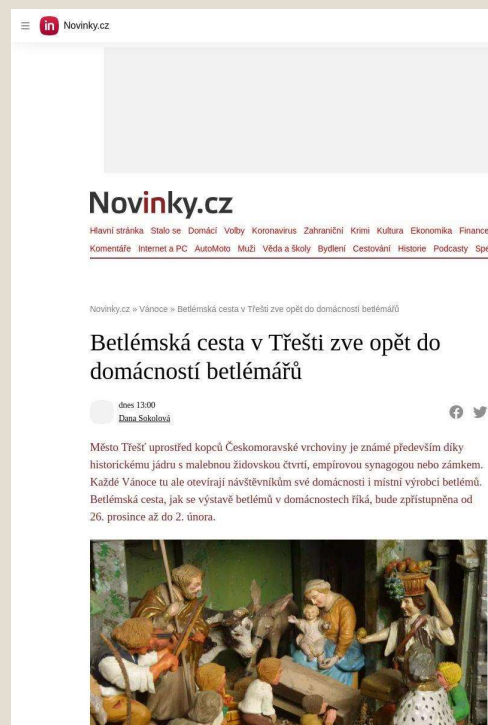 in Novinky.cz
Novinky.cz
Hlavní stránka Stalo se Domácí Volby Koronavirus Zahraniční Krimi Kultura Ekonomika Finance
Komentáře Internet a PC AutoMoto Muži Věda a školy Bydlení Cestování Historie Podcasty Spe
Novinky.cz » Vánoce » Betlémská cesta v Třešti zve opět do domácností betlémářů
Betlémská cesta v Třešti zve opět do
domácností betlémářů
dnes 13:00
Dana Sokolová
Město Třešť uprostřed kopců Českomoravské vrchoviny je známé především díky
historickému jádru s malebnou židovskou čtvrtí, empírovou synagogou nebo zámkem.
Každé Vánoce tu ale otevírají návštěvníkům své domácnosti i místní výrobci betlémů.
Betlémská cesta, jak se výstavě betlémů v domácnostech říká, bude zpřístupněna od
26. prosince až do 2. února.